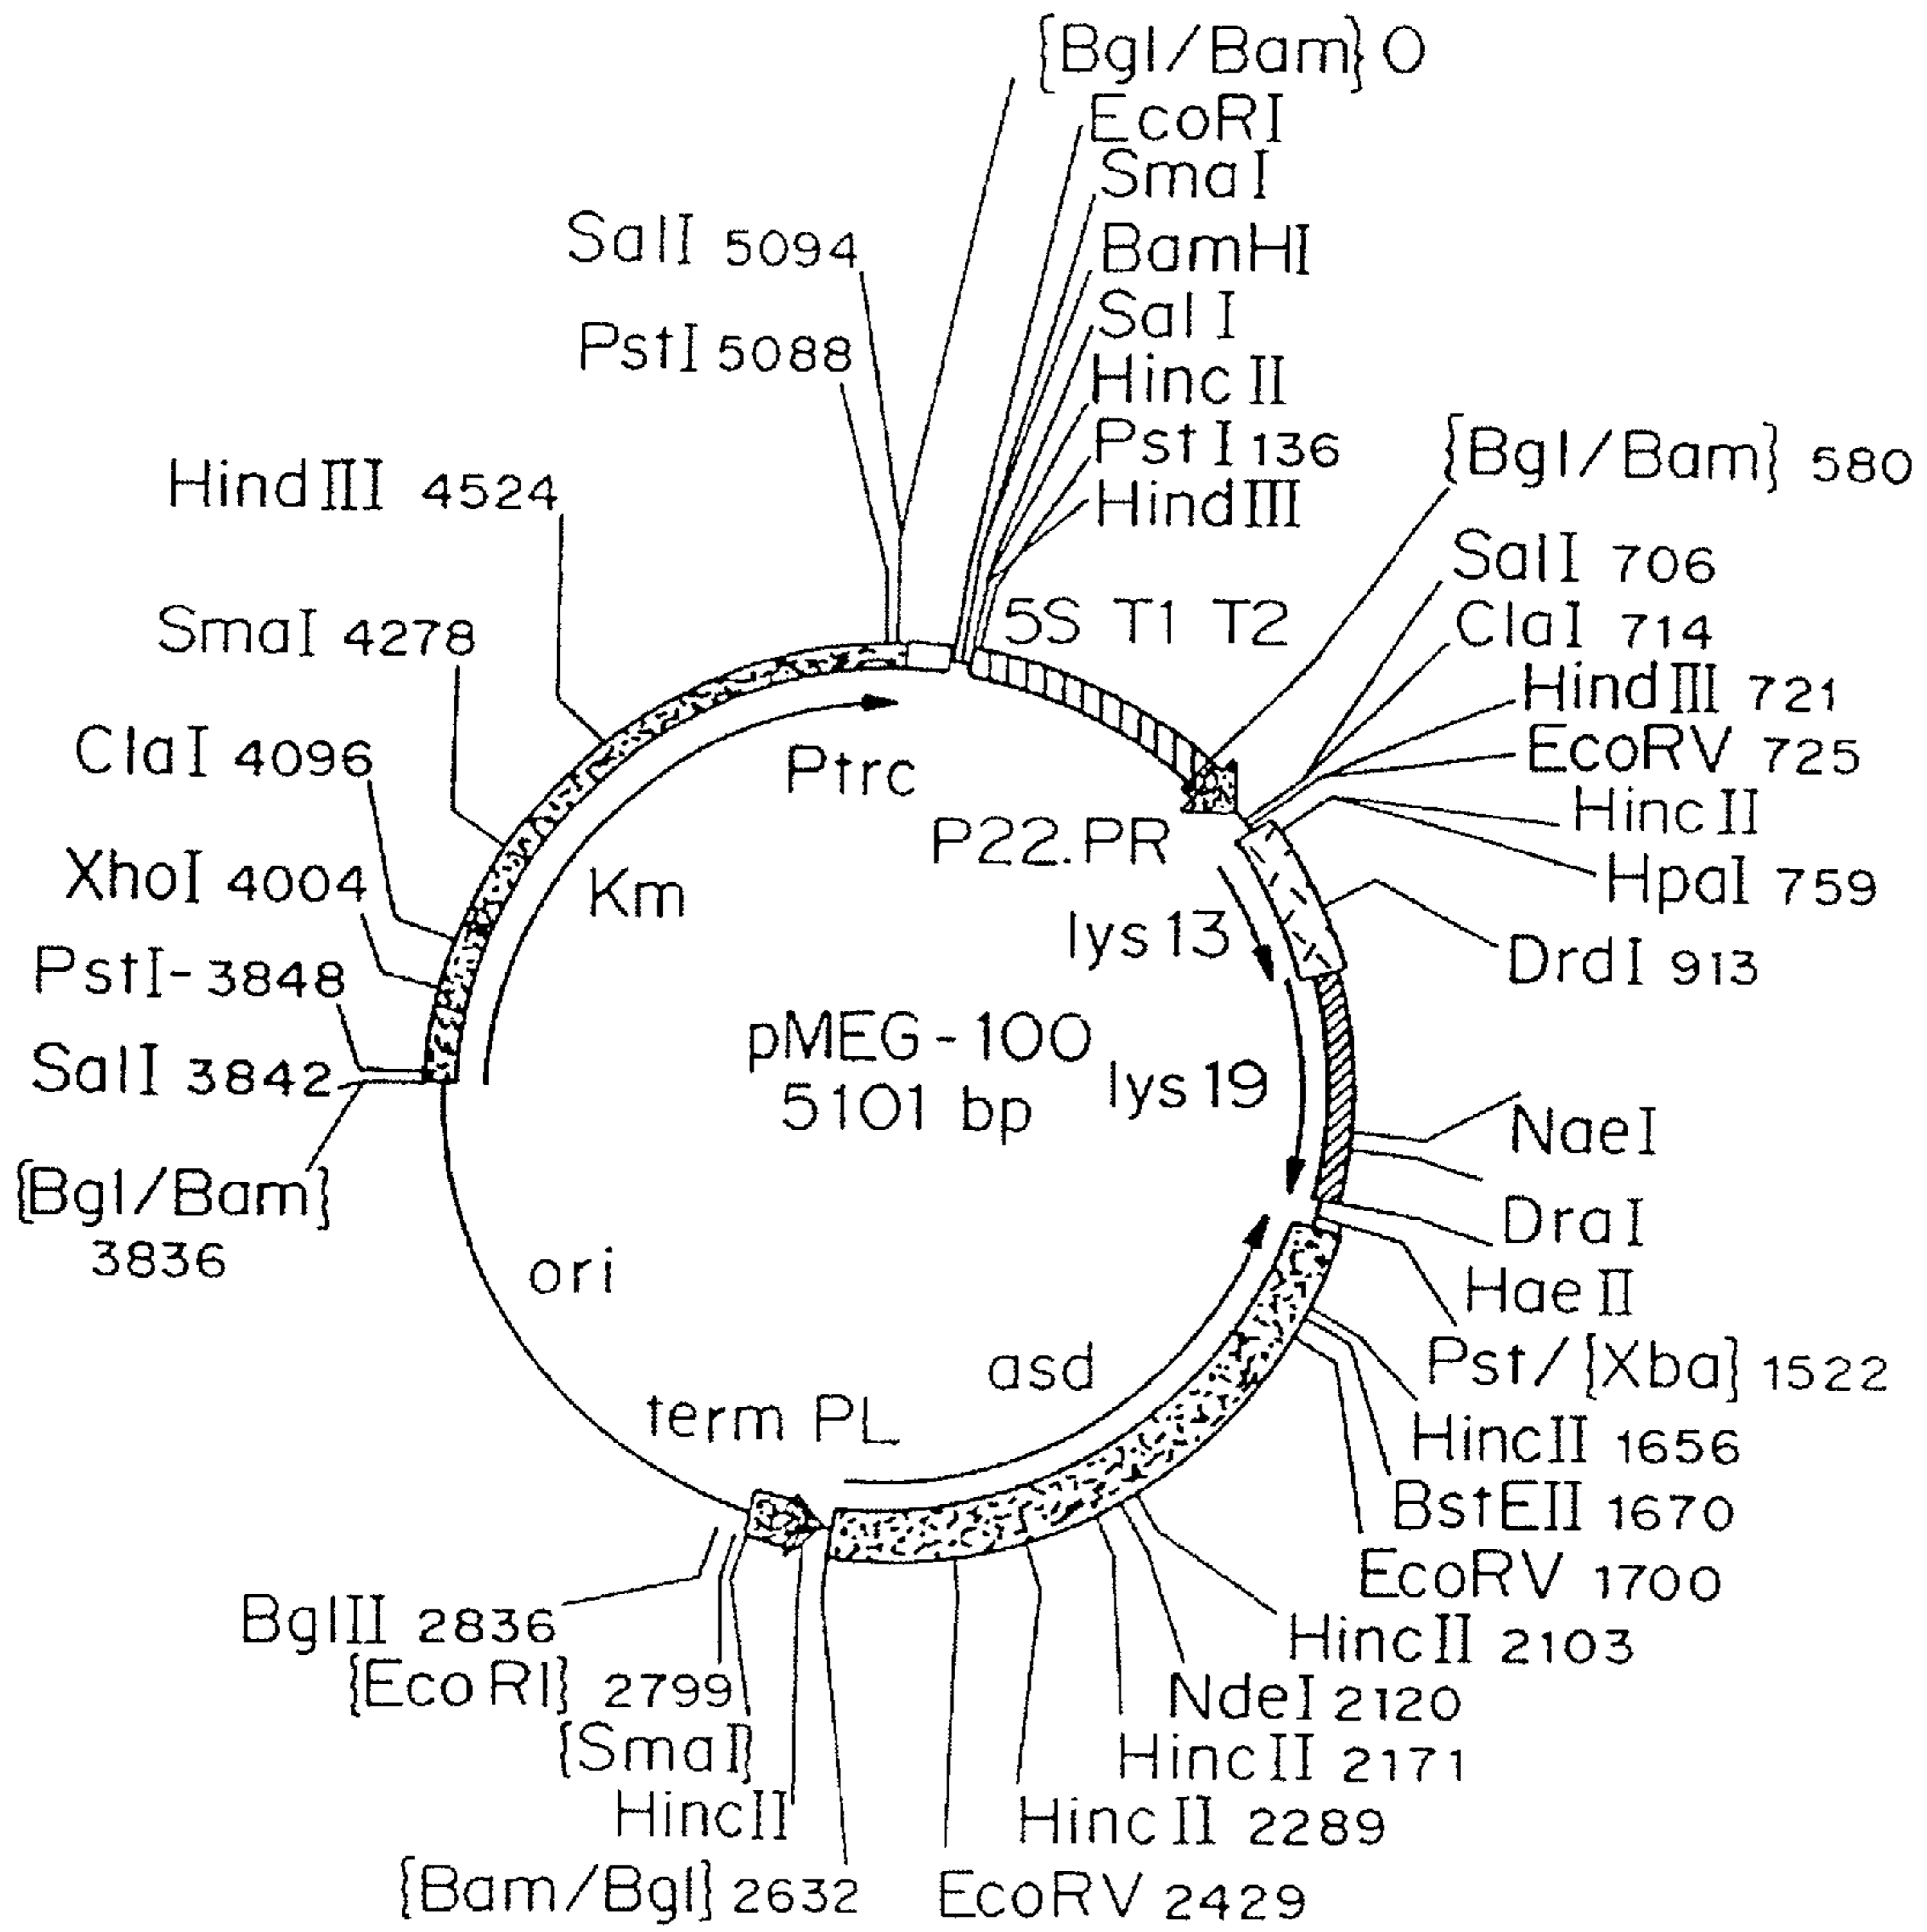 {Bgl/Bam} 0
EcoRI
SmaI
BamHI
SalI
HincII
PstI 136
HindIII
SalI 5094
PstI 5088
HindIII 4524
SmaI 4278
ClaI 4096
XhoI 4004
PstI-3848
SalI 3842
{Bgl/Bam}
3836
{Bgl/Bam} 580
SalI 706
ClaI 714
HindIII 721
EcoRV 725
HincII
HpaI 759
DrdI 913
NaeI
DraI
HaeII
Pst/{Xba} 1522
HincII 1656
BstEII 1670
EcoRV 1700
HincII 2103
NdeI 2120
HincII 2171
HincII 2289
EcoRV 2429
{Bam/Bgl} 2632
HincII
{SmaI}
{EcoRI} 2799
BglII 2836
5S T1 T2
Ptrc
P22.PR
Km
lys13
pMEG-100
5101 bp
lys19
ori
asd
term PL